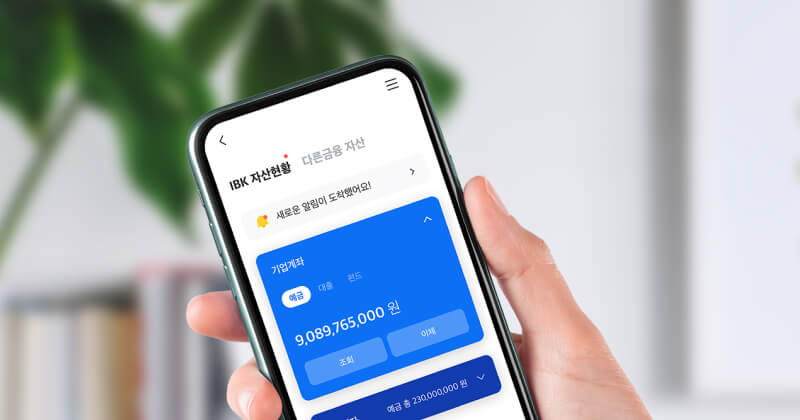 IBK 자산현황 다른금융 자산
새로운 알림이 도착했어요!
기업계좌
예금 대출 펀드
9,089,765,000 원
조회 이체
예금 총 230,000,000 원